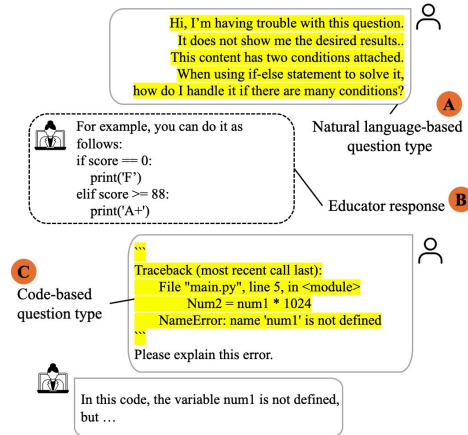 Hi, I'm having trouble with this question.
It does not show me the desired results..
This content has two conditions attached.
When using if-else statement to solve it,
how do I handle it if there are many conditions?
A
Natural language-based
question type
For example, you can do it as
follows:
if score == 0:
print('F')
elif score >= 88:
print('A+')
Educator response
B
C
Code-based
question type
```
Traceback (most recent call last):
File "main.py", line 5, in <module>
Num2 = num1 * 1024
NameError: name 'num1' is not defined
```
Please explain this error.
In this code, the variable num1 is not defined,
but …